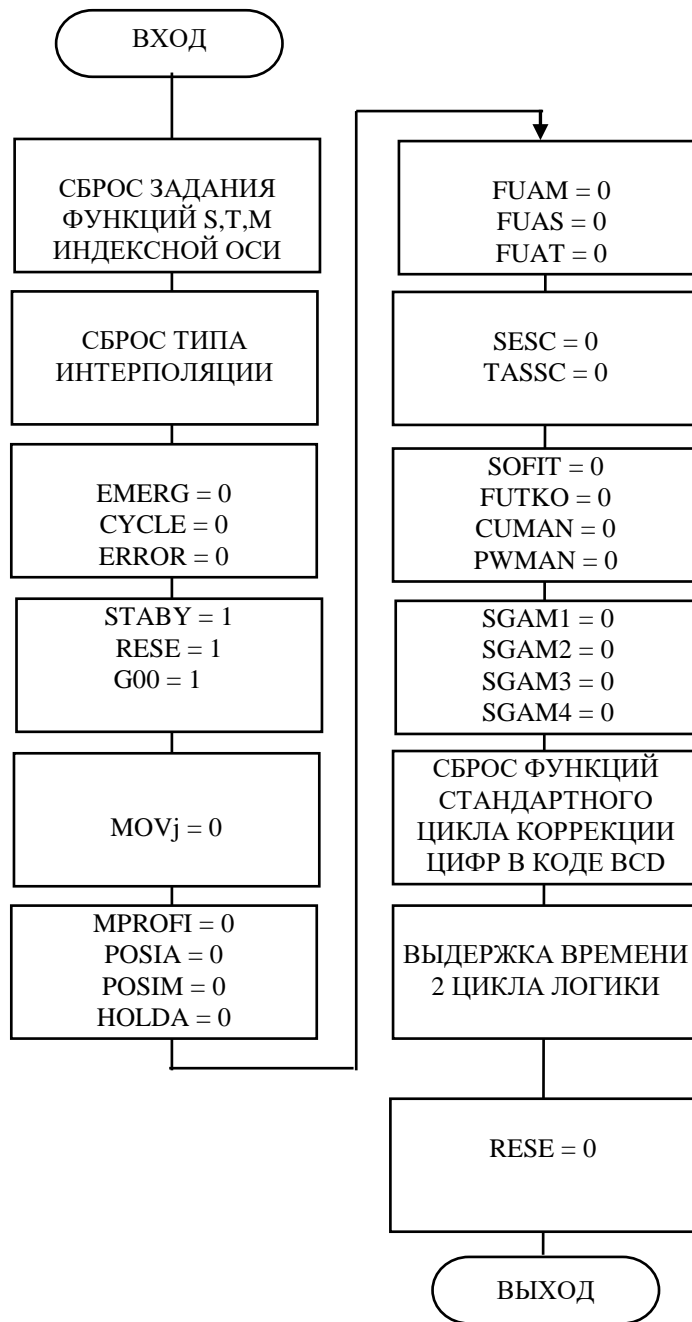 ВХОД
СБРОС ЗАДАНИЯ
ФУНКЦИЙ S,T,M
ИНДЕКСНОЙ ОСИ
СБРОС ТИПА
ИНТЕРПОЛЯЦИИ
EMERG = 0
CYCLE = 0
ERROR = 0
STABY = 1
RESE = 1
G00 = 1
MOVj = 0
MPROFI = 0
POSIA = 0
POSIM = 0
HOLDA = 0
FUAM = 0
FUAS = 0
FUAT = 0
SESC = 0
TASSC = 0
SOFIT = 0
FUTKO = 0
CUMAN = 0
PWMAN = 0
SGAM1 = 0
SGAM2 = 0
SGAM3 = 0
SGAM4 = 0
СБРОС ФУНКЦИЙ
СТАНДАРТНОГО
ЦИКЛА КОРРЕКЦИИ
ЦИФР В КОДЕ BCD
ВЫДЕРЖКА ВРЕМЕНИ
2 ЦИКЛА ЛОГИКИ
RESE = 0
ВЫХОД